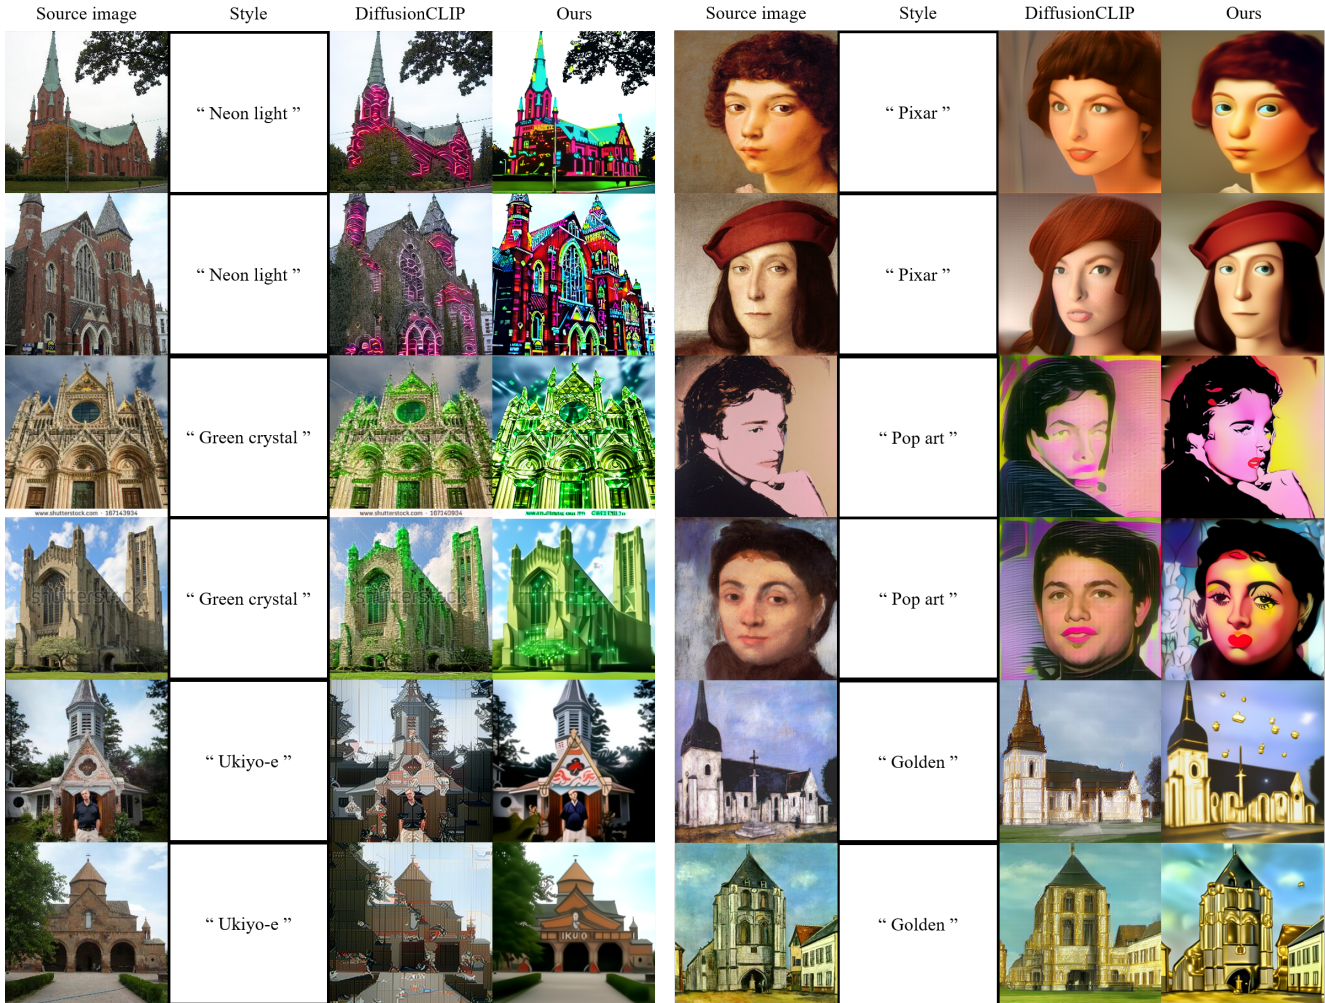 Source image Style DiffusionCLIP Ours Source image Style DiffusionCLIP Ours
“ Neon light ” “ Pixar ”
“ Neon light ” “ Pixar ”
“ Green crystal ” “ Pop art ”
www.shutterstock.com · 167143934 www.shutterstock.com · 167143934
“ Green crystal ” “ Pop art ”
shutterstock shutterstock
“ Ukiyo-e ” “ Golden ”
“ Ukiyo-e ” “ Golden ”
IKUO